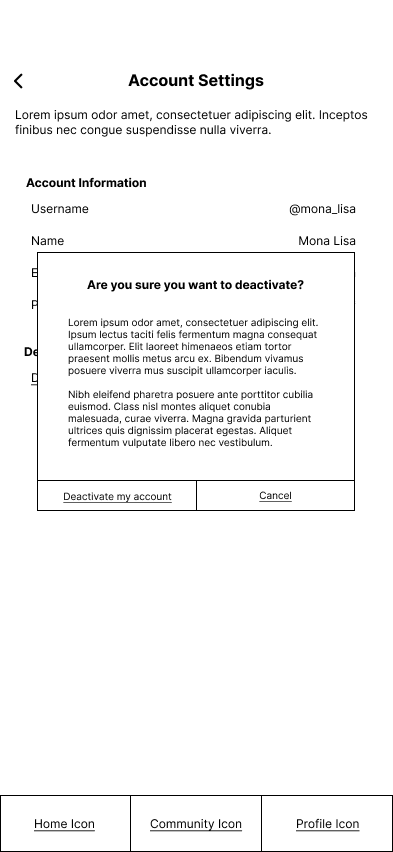 Account Settings
Lorem ipsum odor amet, consectetuer adipiscing elit. Inceptos
finibus nec congue suspendisse nulla viverra.
Account Information
Username @mona_lisa
Name Mona Lisa
Are you sure you want to deactivate?
Lorem ipsum odor amet, consectetuer adipiscing elit.
Ipsum lectus taciti felis fermentum magna consequat
ullamcorper. Elit laoreet himenaeos etiam tortor
praesent mollis metus arcu ex. Bibendum vivamus
posuere viverra mus suscipit ullamcorper iaculis.
Nibh eleifend pharetra posuere ante porttitor cubilia
euismod. Class nisl montes aliquet conubia
malesuada, curae viverra. Magna gravida parturient
ultrices quis dignissim placerat egestas. Aliquet
fermentum vulputate libero nec vestibulum.
Deactivate my account Cancel
Home Icon Community Icon Profile Icon